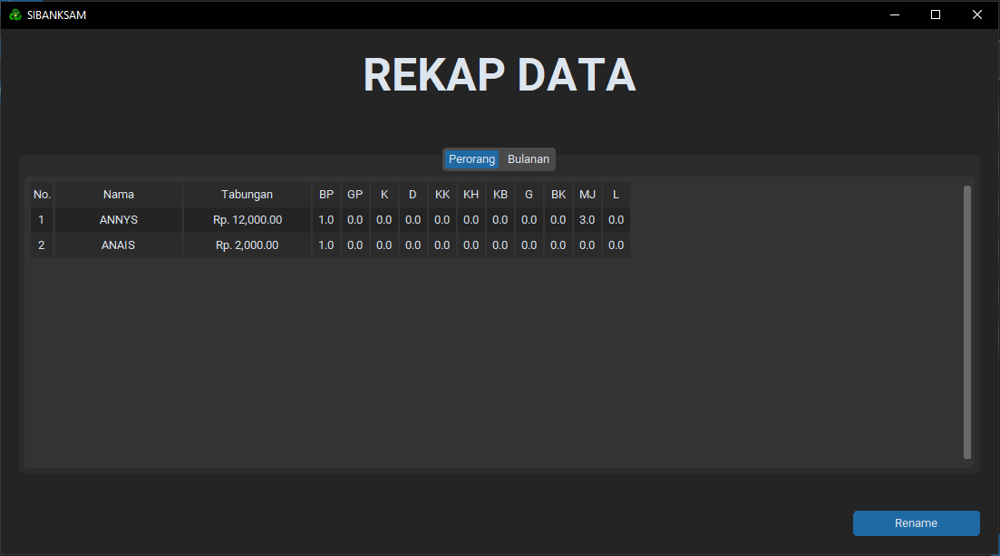 SIBANKSAM
REKAP DATA
Perorang Bulanan
No. Nama Tabungan BP GP K D KK KH KB G BK MJ L
1 ANNYS Rp. 12,000.00 1.0 0.0 0.0 0.0 0.0 0.0 0.0 0.0 0.0 3.0 0.0
2 ANAIS Rp. 2,000.00 1.0 0.0 0.0 0.0 0.0 0.0 0.0 0.0 0.0 0.0 0.0
Rename